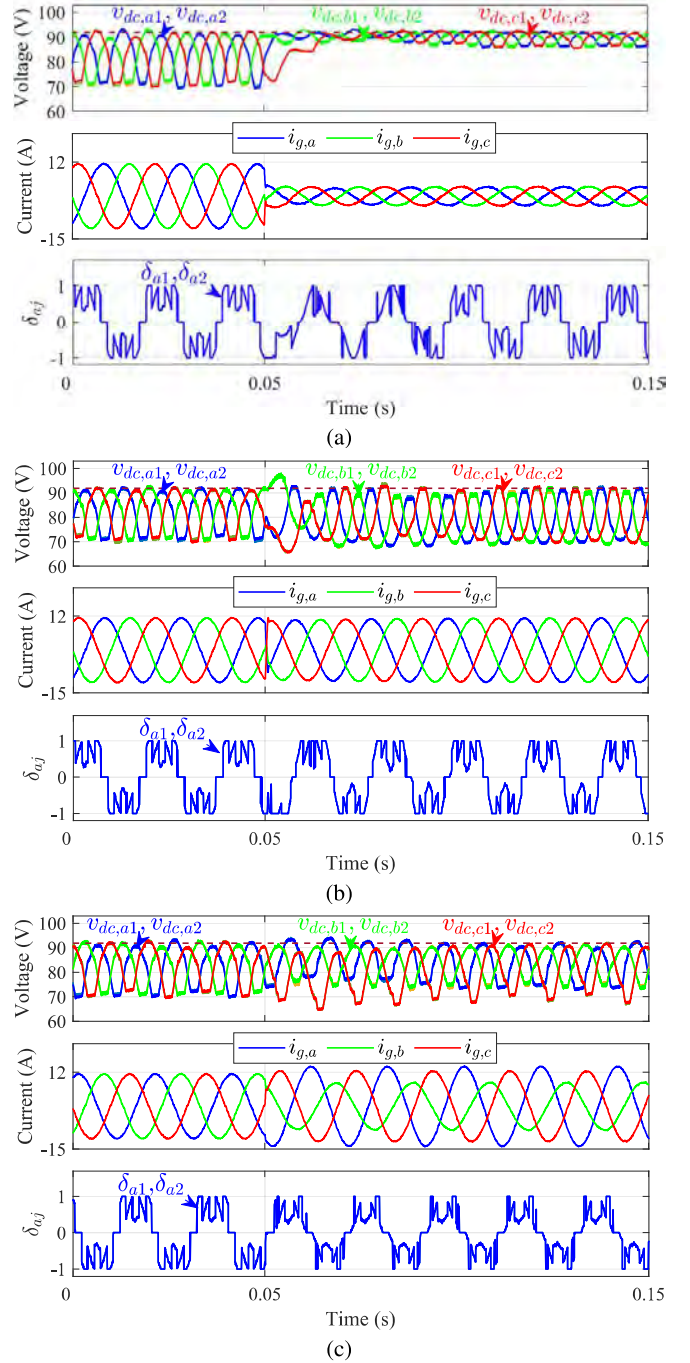 v_{dc,a1}, v_{dc,a2} v_{dc,b1}, v_{dc,b2} v_{dc,c1}, v_{dc,c2}
Voltage (V)
90
80
70
60
i_{g,a} i_{g,b} i_{g,c}
Current (A)
12
-15
δ_{a1},δ_{a2}
δ_{aj}
1
0
-1
0 0.05 0.15
Time (s)
(a)
100
v_{dc,a1}, v_{dc,a2} v_{dc,b1}, v_{dc,b2} v_{dc,c1}, v_{dc,c2}
Voltage (V)
90
80
70
60
i_{g,a} i_{g,b} i_{g,c}
Current (A)
12
-15
δ_{a1},δ_{a2}
δ_{aj}
1
0
-1
0 0.05 0.15
Time (s)
(b)
100
v_{dc,a1}, v_{dc,a2} v_{dc,b1}, v_{dc,b2} v_{dc,c1}, v_{dc,c2}
Voltage (V)
90
80
70
60
i_{g,a} i_{g,b} i_{g,c}
Current (A)
12
-15
δ_{a1},δ_{a2}
δ_{aj}
1
0
-1
0 0.05 0.15
Time (s)
(c)